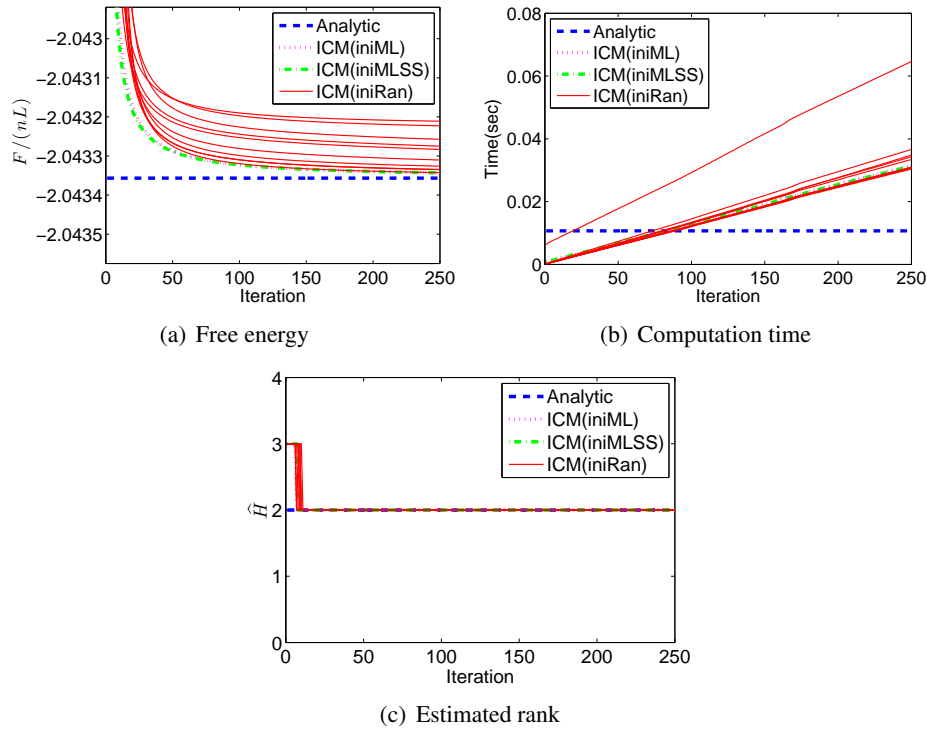 −2.043
−2.0431
−2.0432
−2.0433
−2.0434
−2.0435
F/(nL)
0
50
100
150
200
250
Iteration
Analytic
ICM(iniML)
ICM(iniMLSS)
ICM(iniRan)
(a) Free energy
0.08
0.06
0.04
0.02
0
Time(sec)
0
50
100
150
200
250
Iteration
Analytic
ICM(iniML)
ICM(iniMLSS)
ICM(iniRan)
(b) Computation time
4
3
2
1
0
Ĥ
0
50
100
150
200
250
Iteration
Analytic
ICM(iniML)
ICM(iniMLSS)
ICM(iniRan)
(c) Estimated rank